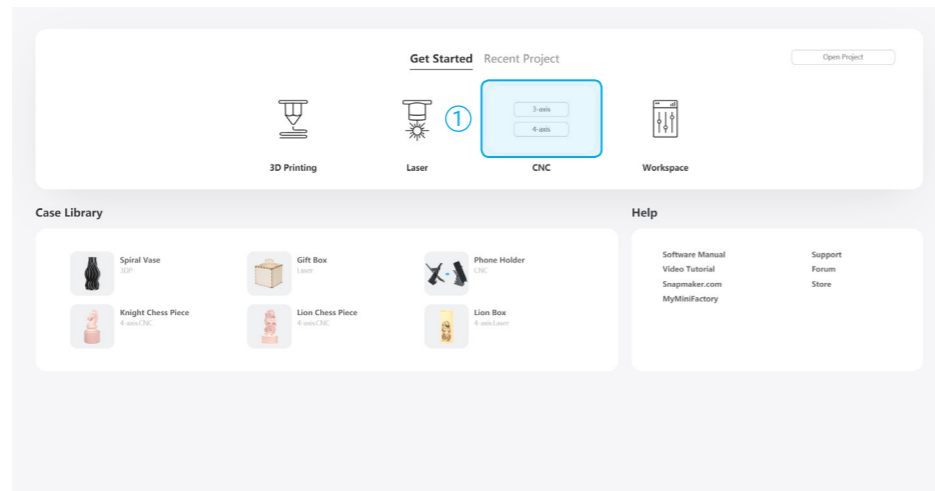 Get Started Recent Project
Open Project
①
3-axis
4-axis
3D Printing Laser CNC Workspace
Case Library
Spiral Vase
3DP
Gift Box
Laser
Phone Holder
CNC
Knight Chess Piece
4-axis CNC
Lion Chess Piece
4-axis CNC
Lion Box
4-axis Laser
Help
Software Manual
Video Tutorial
Snapmaker.com
MyMiniFactory
Support
Forum
Store